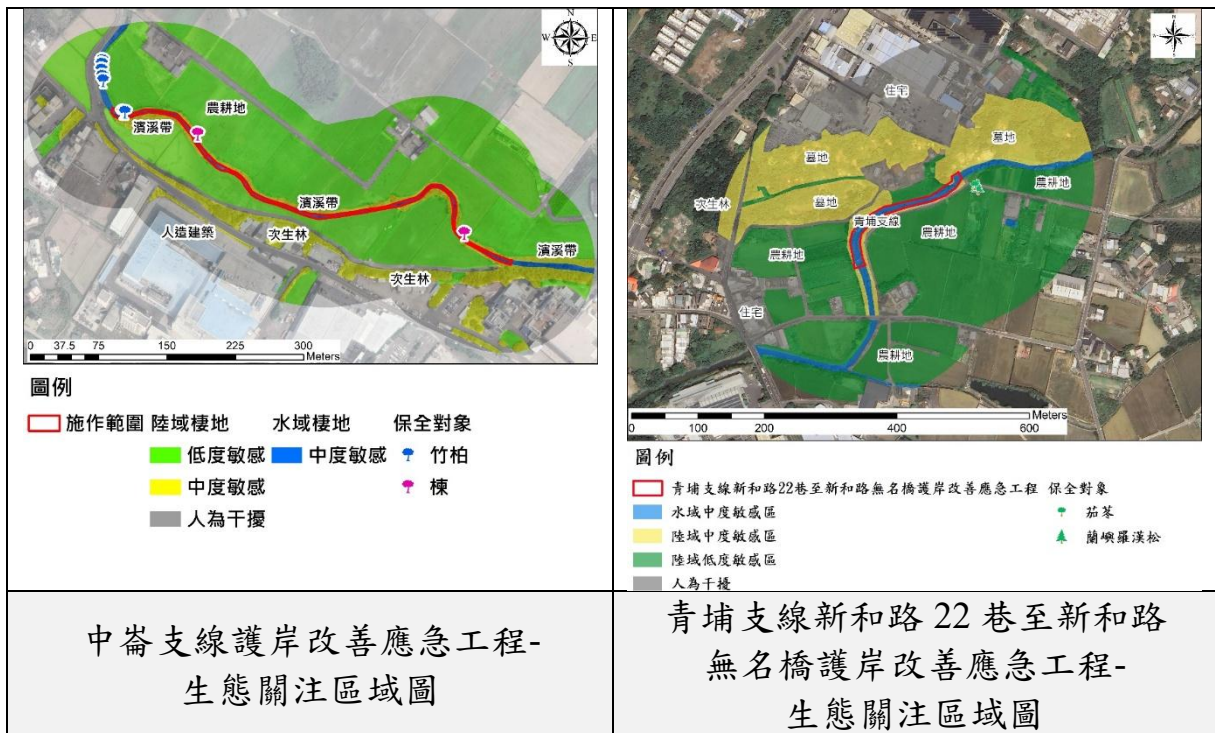 N
W
E
S
農耕地
濱溪帶
濱溪帶
人造建築
次生林
濱溪帶
次生林
0 37.5 75 150 225 300
Meters
圖例
施作範圍 陸域棲地 水域棲地 保全對象
低度敏感 中度敏感 竹柏
中度敏感 楝
人為干擾
中崙支線護岸改善應急工程-
生態關注區域圖
N
W
E
S
住宅
墓地
墓地
農耕地
次生林
墓地
青埔支線
農耕地
農耕地
住宅
農耕地
Meters
0 100 200 400 600
圖例
青埔支線新和路22巷至新和路無名橋護岸改善應急工程 保全對象
水域中度敏感區 茄苳
陸域中度敏感區 蘭嶼羅漢松
陸域低度敏感區
人為干擾
青埔支線新和路 22 巷至新和路
無名橋護岸改善應急工程-
生態關注區域圖